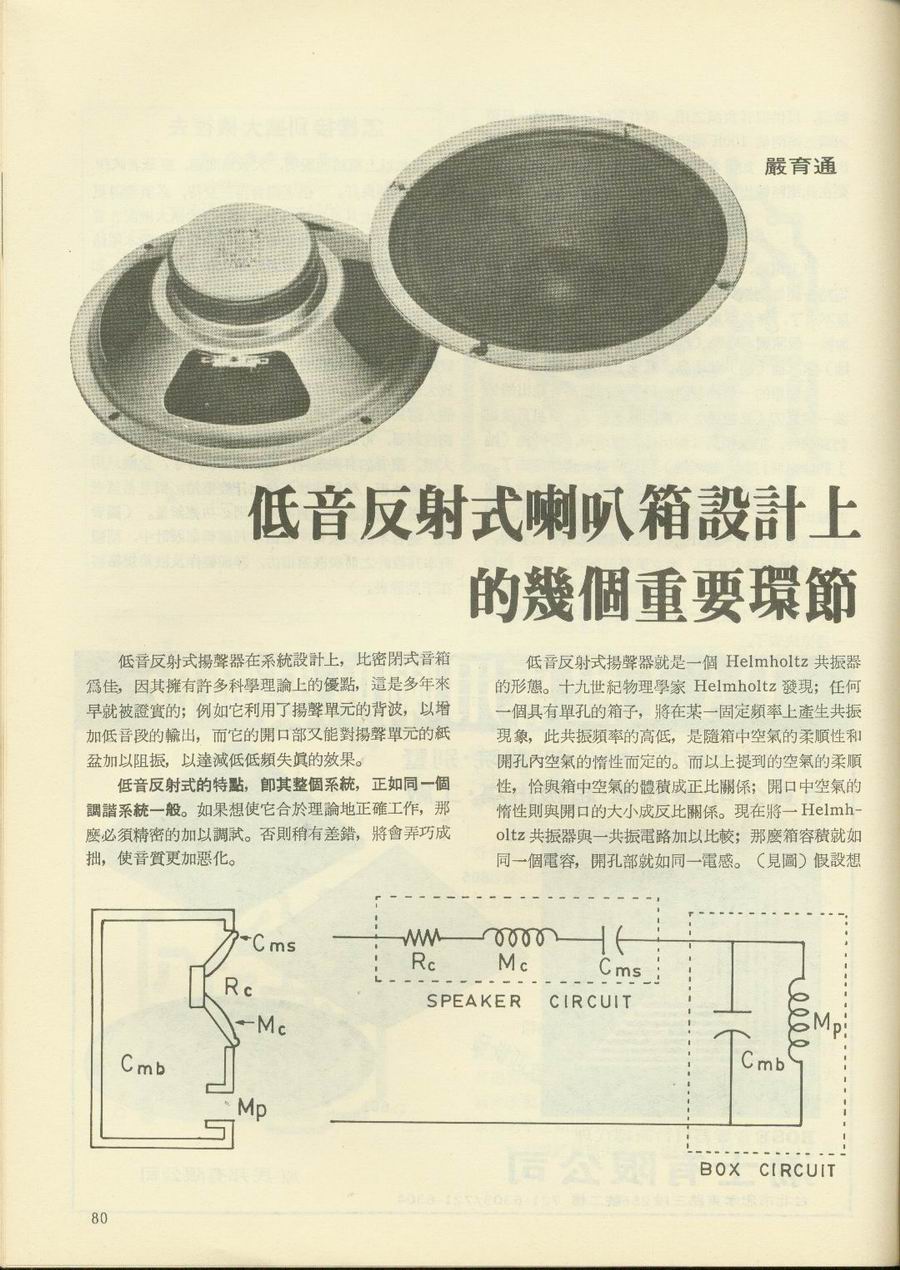 嚴育通
低音反射式喇叭箱設計上
的幾個重要環節
低音反射式揚聲器在系統設計上，比密閉式音箱
爲佳，因其擁有許多科學理論上的優點，這是多年來
早就被證實的；例如它利用了揚聲單元的背波，以增
加低音段的輸出，而它的開口部又能對揚聲單元的紙
盆加以阻振，以達減低低頻失眞的效果。
低音反射式的特點，卽其整個系統，正如同一個
調諧系統一般。如果想使它合於理論地正確工作，那
麽必須精密的加以調試。否則稍有差錯，將會弄巧成
拙，使音質更加惡化。
低音反射式揚聲器就是一個 Helmholtz 共振器
的形態。十九世紀物理學家 Helmholtz 發現；任何
一個具有單孔的箱子，將在某一固定頻率上產生共振
現象，此共振頻率的高低，是隨箱中空氣的柔順性和
開孔內空氣的惰性而定的。而以上提到的空氣的柔順
性，恰與箱中空氣的體積成正比關係；開口中空氣的
惰性則與開口的大小成反比關係。現在將一 Helmh-
oltz 共振器與一共振電路加以比較；那麽箱容積就如
同一個電容，開孔部就如同一電感。（見圖）假設想
Cms
Rc
Mc
Cmb
Mp
Rc Mc Cms
SPEAKER CIRCUIT
Cmb Mp
BOX CIRCUIT
80